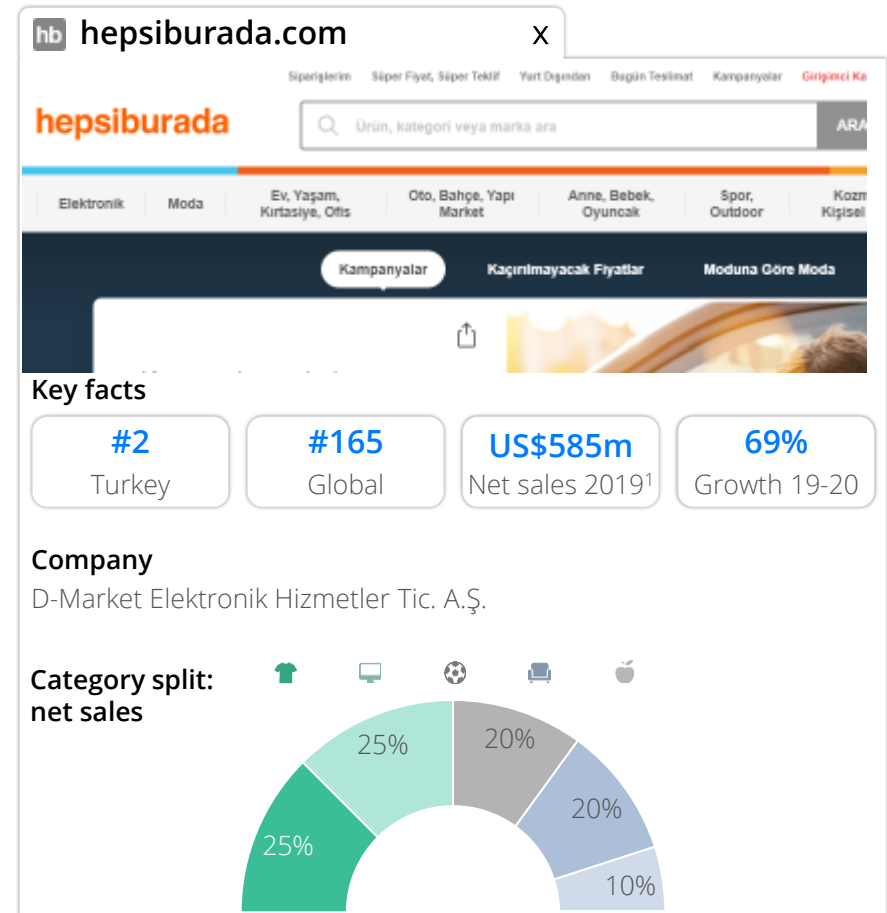 hb hepsiburada.com x
Siparişlerim Süper Fiyat, Süper Teklif Yurt Dışından Bugün Teslimat Kampanyalar Girişimci Ka
hepsiburada
Ürün, kategori veya marka ara
ARA
Elektronik Moda Ev, Yaşam, Kırtasiye, Ofis Oto, Bahçe, Yapı Market Anne, Bebek, Oyuncak Spor, Outdoor Kozm Kişisel
Kampanyalar Kaçırılmayacak Fiyatlar Moduna Göre Moda
Key facts
#2
Turkey
#165
Global
US$585m
Net sales 2019¹
69%
Growth 19-20
Company
D-Market Elektronik Hizmetler Tic. A.Ş.
Category split:
net sales
25%
25%
20%
20%
10%